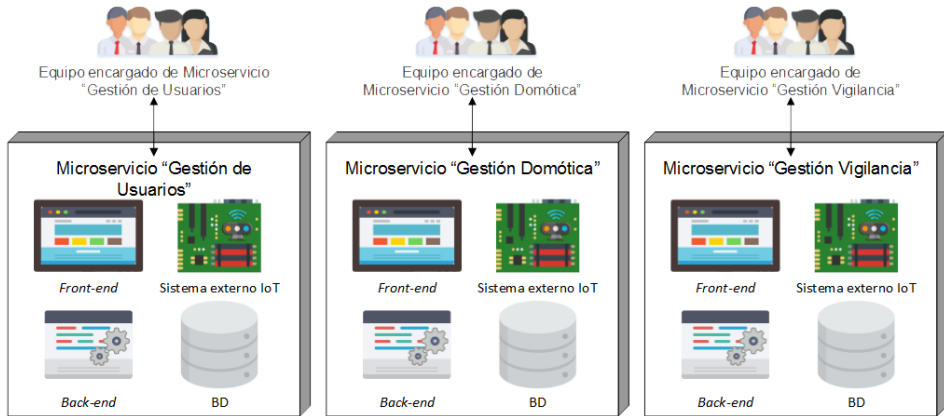 Equipo encargado de Microservicio
“Gestión de Usuarios”
Equipo encargado de
Microservicio “Gestión Domótica”
Equipo encargado de
Microservicio “Gestión Vigilancia”
Microservicio “Gestión de
Usuarios”
Front-end
Sistema externo IoT
Back-end
BD
Microservicio “Gestión Domótica”
Front-end
Sistema externo IoT
Back-end
BD
Microservicio “Gestión Vigilancia”
Front-end
Sistema externo IoT
Back-end
BD